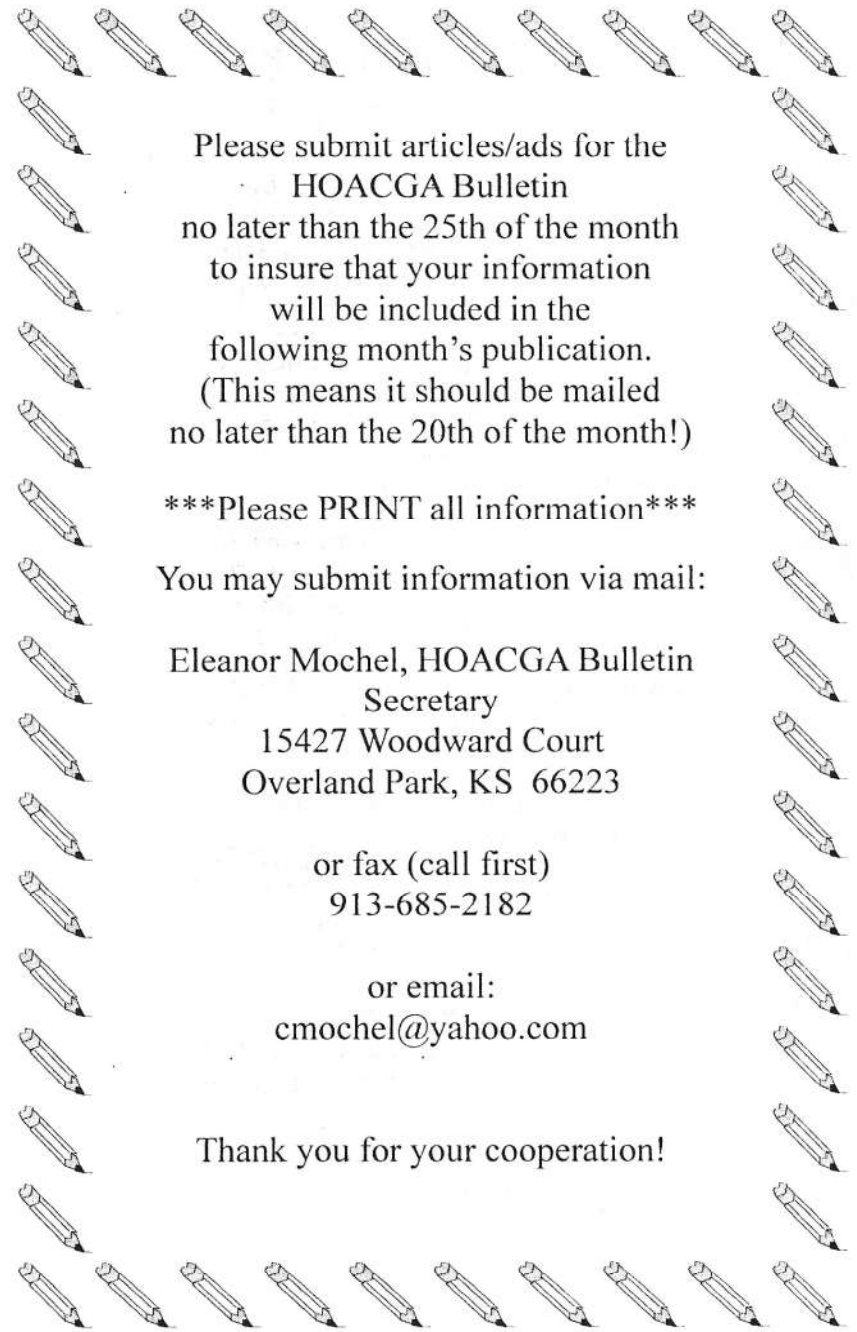 Please submit articles/ads for the
HOACGA Bulletin
no later than the 25th of the month
to insure that your information
will be included in the
following month's publication.
(This means it should be mailed
no later than the 20th of the month!)
***Please PRINT all information***
You may submit information via mail:
Eleanor Mochel, HOACGA Bulletin
Secretary
15427 Woodward Court
Overland Park, KS  66223
or fax (call first)
913-685-2182
or email:
cmochel@yahoo.com
Thank you for your cooperation!